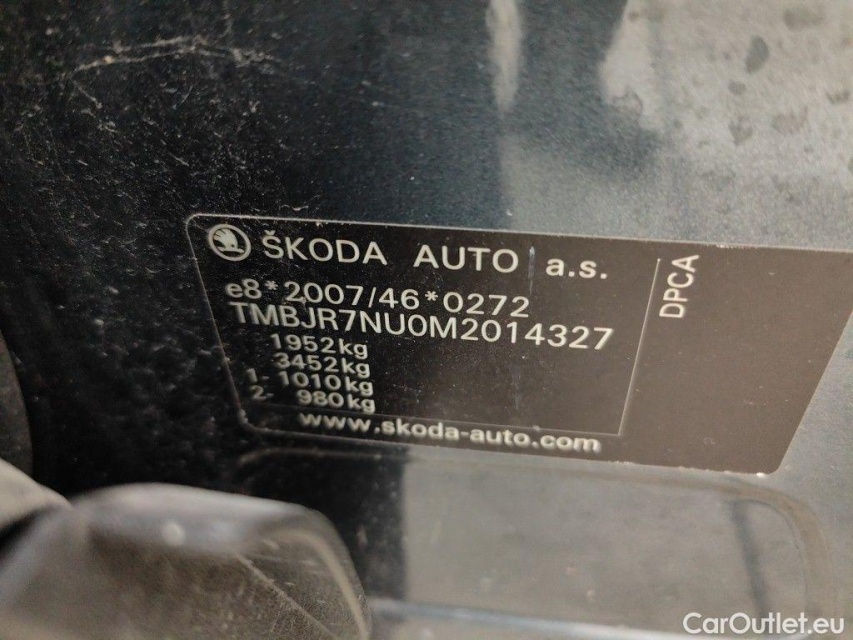 ŠKODA AUTO a.s.
e8*2007/46*0272
TMBJR7NU0M2014327
1952kg
3452kg
1- 1010kg
2- 980kg
www.skoda-auto.com
DPCA
CarOutlet.eu